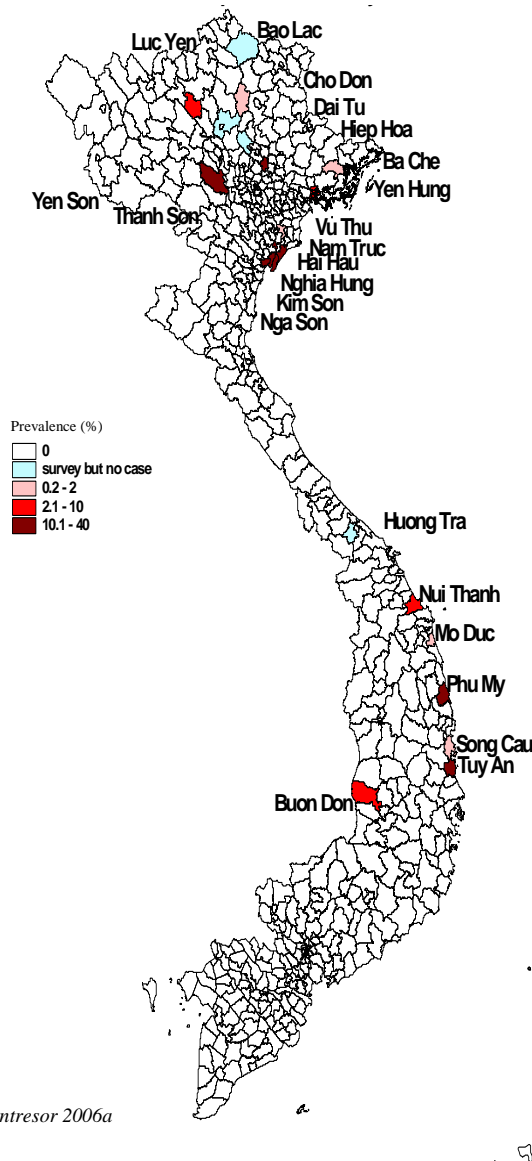 Bao Lac
Luc Yen
Cho Don
Dai Tu
Hiep Hoa
Ba Che
Yen Hung
Yen Son
Thanh Son
Vu Thu
Nam Truc
Hai Hau
Nghia Hung
Kim Son
Nga Son
Prevalence (%)
0
survey but no case
0.2 - 2
2.1 - 10
10.1 - 40
Huong Tra
Nui Thanh
Mo Duc
Phu My
Song Cau
Tuy An
Buon Don
ntresor 2006a